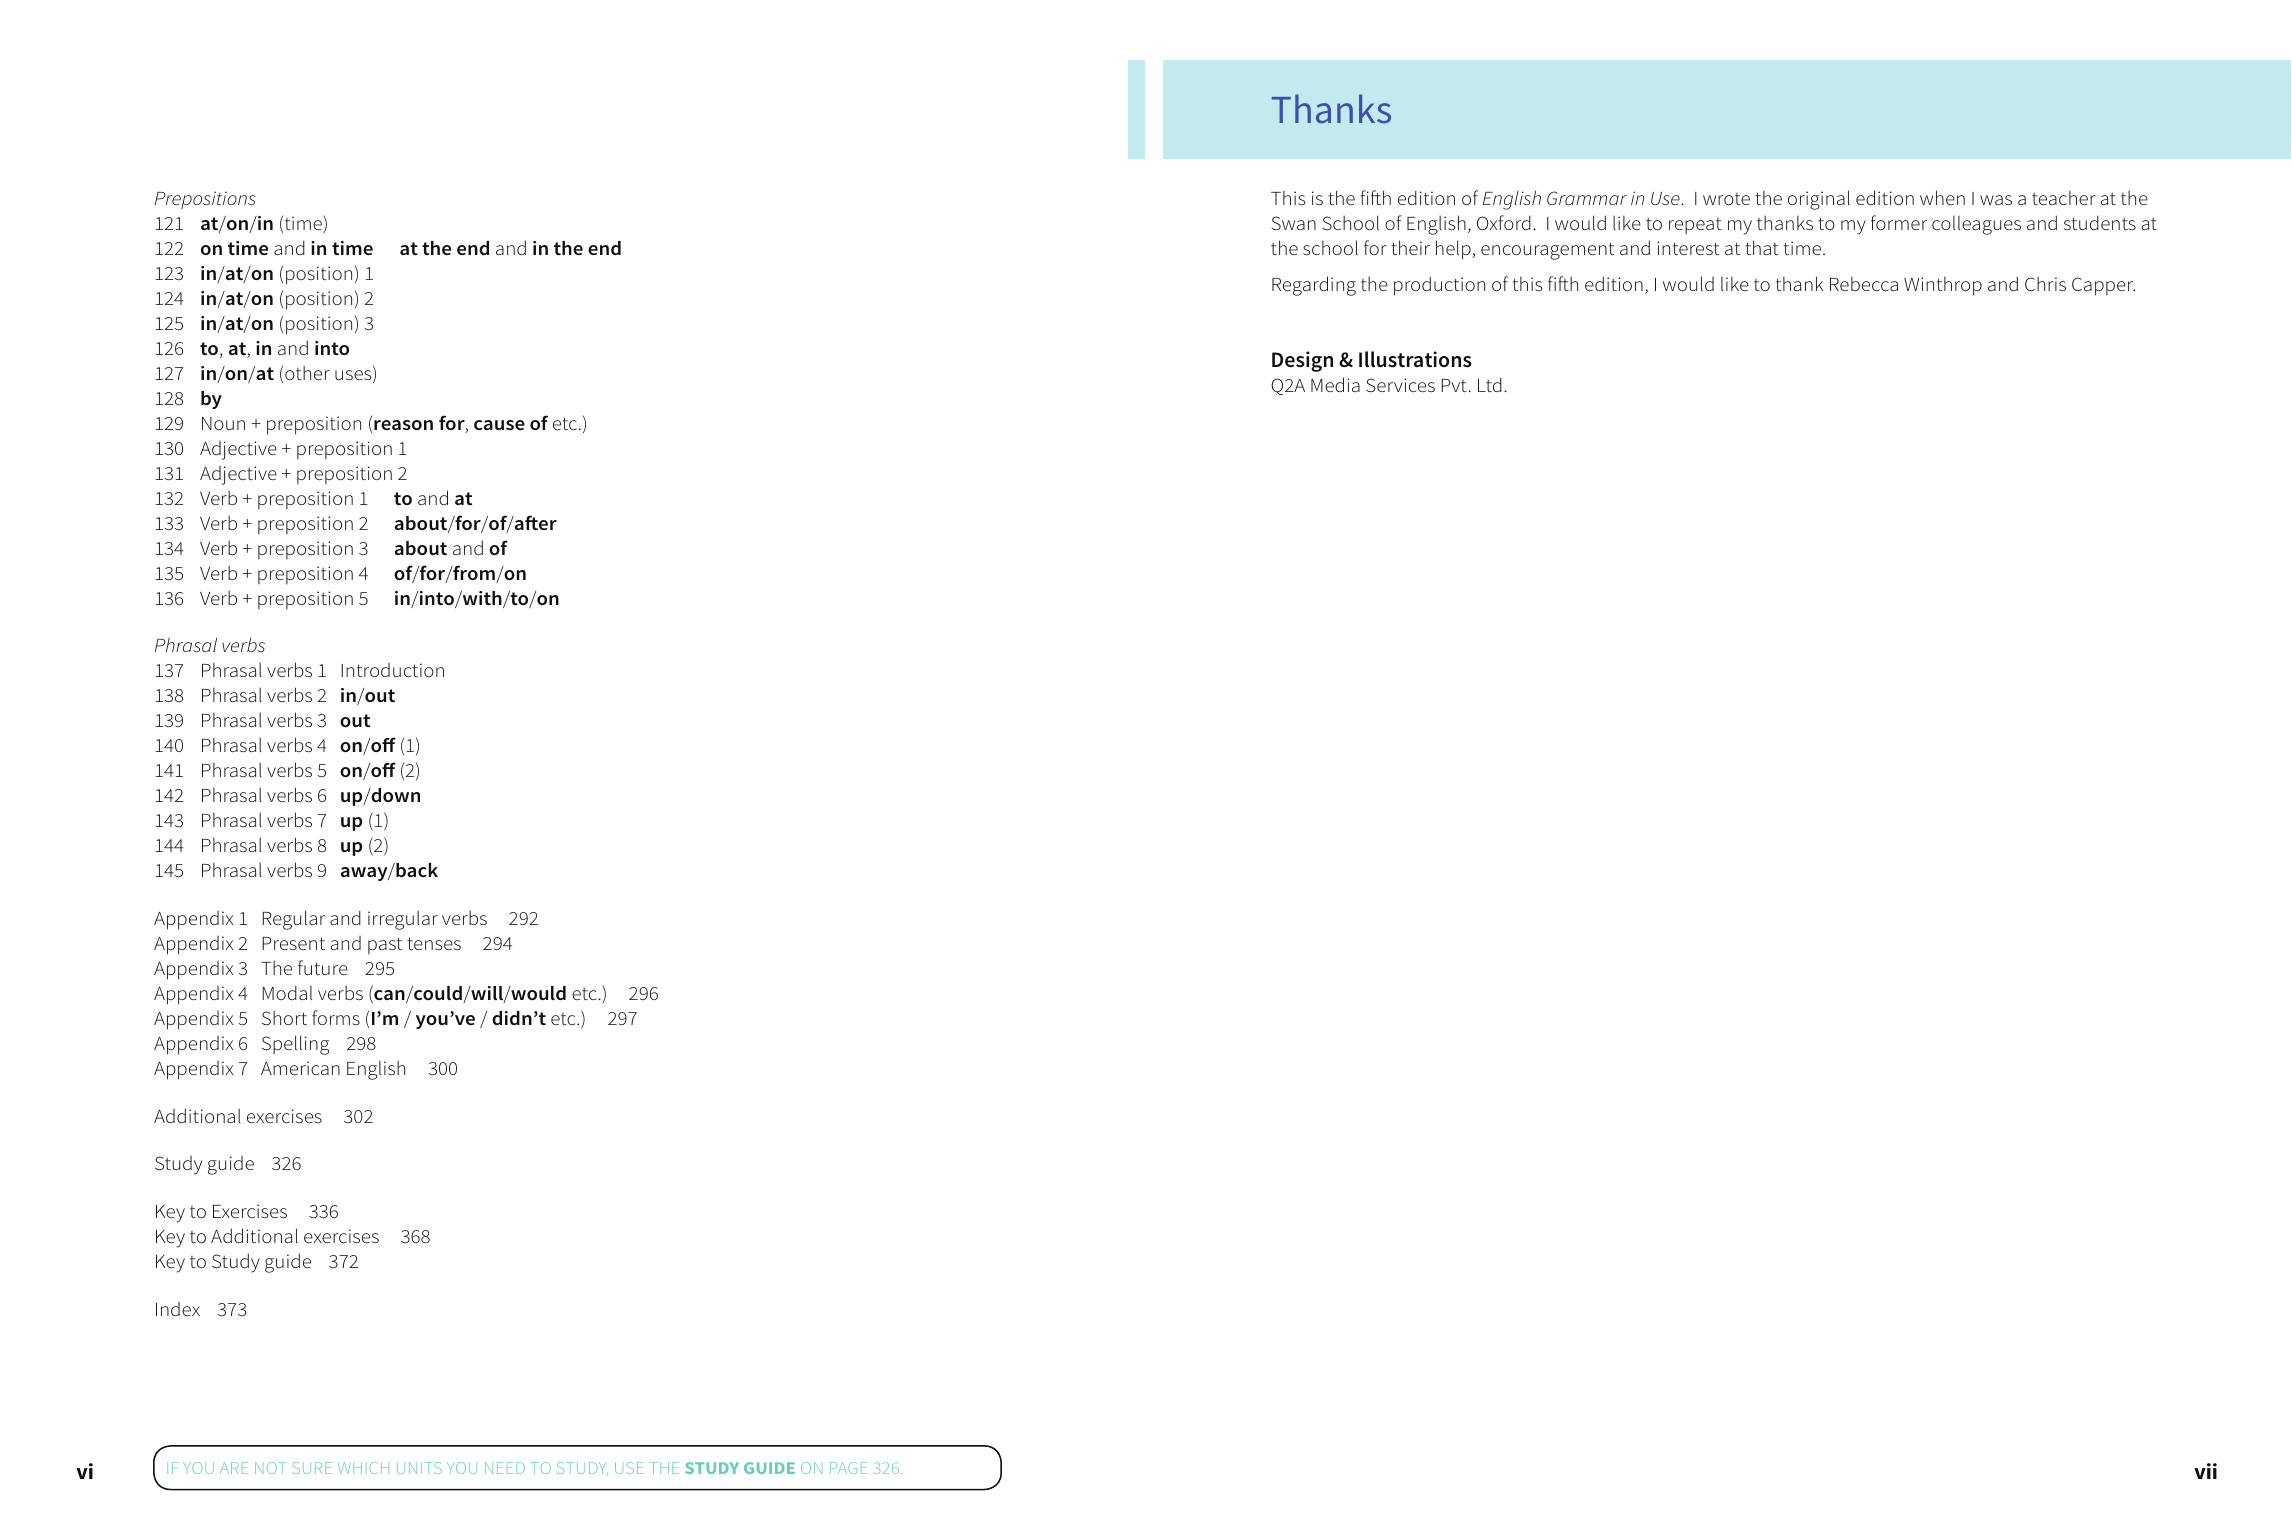 Prepositions
121 at/on/in (time)
122 on time and in time at the end and in the end
123 in/at/on (position) 1
124 in/at/on (position) 2
125 in/at/on (position) 3
126 to, at, in and into
127 in/on/at (other uses)
128 by
129 Noun + preposition (reason for, cause of etc.)
130 Adjective + preposition 1
131 Adjective + preposition 2
132 Verb + preposition 1 to and at
133 Verb + preposition 2 about/for/of/after
134 Verb + preposition 3 about and of
135 Verb + preposition 4 of/for/from/on
136 Verb + preposition 5 in/into/with/to/on
Phrasal verbs
137 Phrasal verbs 1 Introduction
138 Phrasal verbs 2 in/out
139 Phrasal verbs 3 out
140 Phrasal verbs 4 on/off (1)
141 Phrasal verbs 5 on/off (2)
142 Phrasal verbs 6 up/down
143 Phrasal verbs 7 up (1)
144 Phrasal verbs 8 up (2)
145 Phrasal verbs 9 away/back
Appendix 1 Regular and irregular verbs 292
Appendix 2 Present and past tenses 294
Appendix 3 The future 295
Appendix 4 Modal verbs (can/could/will/would etc.) 296
Appendix 5 Short forms (I’m / you’ve / didn’t etc.) 297
Appendix 6 Spelling 298
Appendix 7 American English 300
Additional exercises 302
Study guide 326
Key to Exercises 336
Key to Additional exercises 368
Key to Study guide 372
Index 373
vi
IF YOU ARE NOT SURE WHICH UNITS YOU NEED TO STUDY, USE THE STUDY GUIDE ON PAGE 326.
Thanks
This is the fifth edition of English Grammar in Use. I wrote the original edition when I was a teacher at the
Swan School of English, Oxford. I would like to repeat my thanks to my former colleagues and students at
the school for their help, encouragement and interest at that time.
Regarding the production of this fifth edition, I would like to thank Rebecca Winthrop and Chris Capper.
Design & Illustrations
Q2A Media Services Pvt. Ltd.
vii